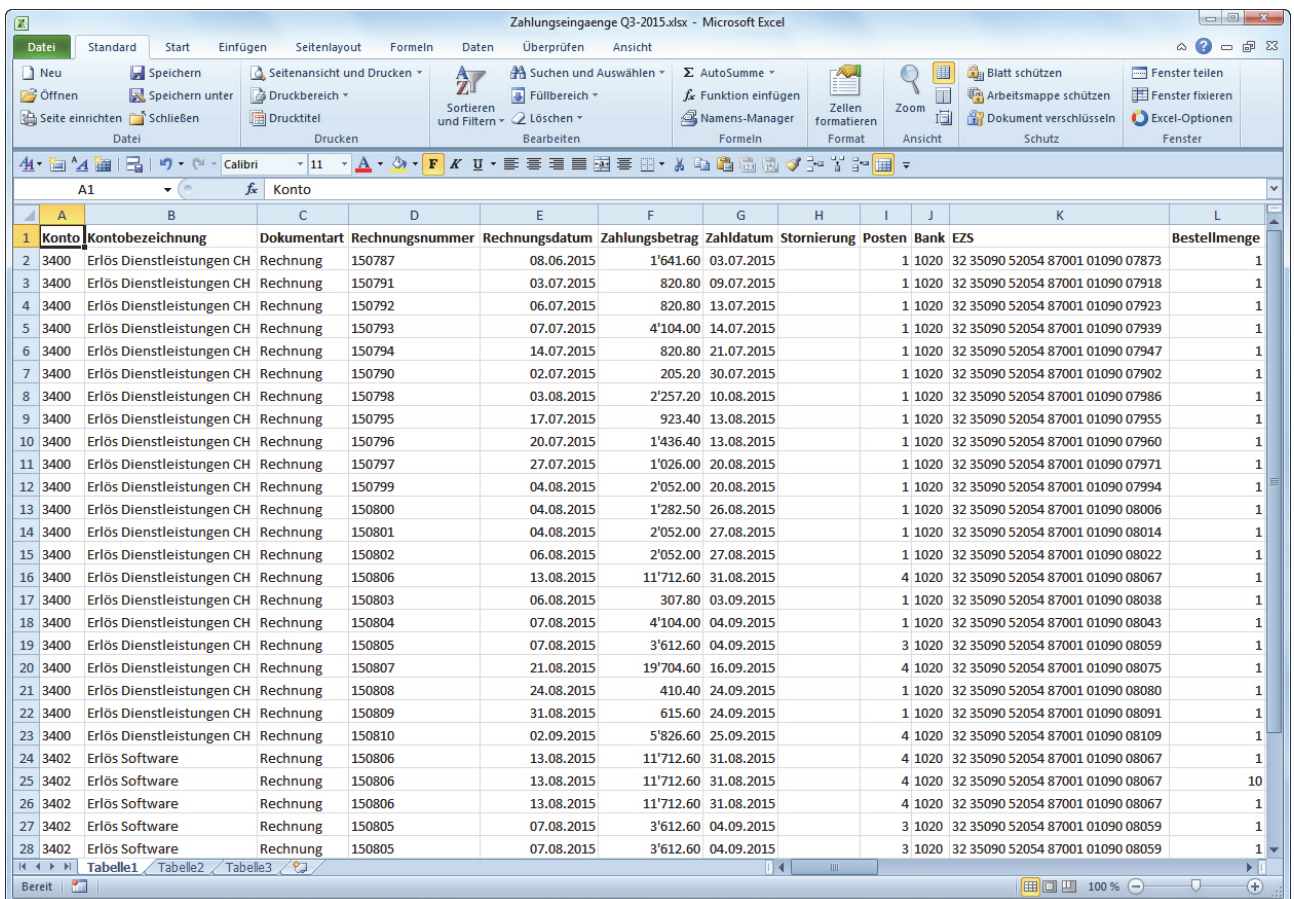 Zahlungseingaenge Q3-2015.xlsx - Microsoft Excel
Datei Standard Start Einfügen Seitenlayout Formeln Daten Überprüfen Ansicht
Neu Speichern Seitenansicht und Drucken Suchen und Auswählen Σ AutoSumme Blatt schützen Fenster teilen
Öffnen Speichern unter Druckbereich Sortieren und Filtern Füllbereich fx Funktion einfügen Zellen formatieren Zoom Arbeitsmappe schützen Fenster fixieren
Seite einrichten Schließen Drucktitel Löschen Namens-Manager Dokument verschlüsseln Excel-Optionen
Datei Drucken Bearbeiten Formeln Format Ansicht Schutz Fenster
Calibri 11 A F K U
A1 fx Konto
A B C D E F G H I J K L
1 Konto Kontobezeichnung Dokumentart Rechnungsnummer Rechnungsdatum Zahlungsbetrag Zahldatum Stornierung Posten Bank EZS Bestellmenge
2 3400 Erlös Dienstleistungen CH Rechnung 150787 08.06.2015 1'641.60 03.07.2015 1 1020 32 35090 52054 87001 01090 07873 1
3 3400 Erlös Dienstleistungen CH Rechnung 150791 03.07.2015 820.80 09.07.2015 1 1020 32 35090 52054 87001 01090 07918 1
4 3400 Erlös Dienstleistungen CH Rechnung 150792 06.07.2015 820.80 13.07.2015 1 1020 32 35090 52054 87001 01090 07923 1
5 3400 Erlös Dienstleistungen CH Rechnung 150793 07.07.2015 4'104.00 14.07.2015 1 1020 32 35090 52054 87001 01090 07939 1
6 3400 Erlös Dienstleistungen CH Rechnung 150794 14.07.2015 820.80 21.07.2015 1 1020 32 35090 52054 87001 01090 07947 1
7 3400 Erlös Dienstleistungen CH Rechnung 150790 02.07.2015 205.20 30.07.2015 1 1020 32 35090 52054 87001 01090 07902 1
8 3400 Erlös Dienstleistungen CH Rechnung 150798 03.08.2015 2'257.20 10.08.2015 1 1020 32 35090 52054 87001 01090 07986 1
9 3400 Erlös Dienstleistungen CH Rechnung 150795 17.07.2015 923.40 13.08.2015 1 1020 32 35090 52054 87001 01090 07955 1
10 3400 Erlös Dienstleistungen CH Rechnung 150796 20.07.2015 1'436.40 13.08.2015 1 1020 32 35090 52054 87001 01090 07960 1
11 3400 Erlös Dienstleistungen CH Rechnung 150797 27.07.2015 1'026.00 20.08.2015 1 1020 32 35090 52054 87001 01090 07971 1
12 3400 Erlös Dienstleistungen CH Rechnung 150799 04.08.2015 2'052.00 20.08.2015 1 1020 32 35090 52054 87001 01090 07994 1
13 3400 Erlös Dienstleistungen CH Rechnung 150800 04.08.2015 1'282.50 26.08.2015 1 1020 32 35090 52054 87001 01090 08006 1
14 3400 Erlös Dienstleistungen CH Rechnung 150801 04.08.2015 2'052.00 27.08.2015 1 1020 32 35090 52054 87001 01090 08014 1
15 3400 Erlös Dienstleistungen CH Rechnung 150802 06.08.2015 2'052.00 27.08.2015 1 1020 32 35090 52054 87001 01090 08022 1
16 3400 Erlös Dienstleistungen CH Rechnung 150806 13.08.2015 11'712.60 31.08.2015 4 1020 32 35090 52054 87001 01090 08067 1
17 3400 Erlös Dienstleistungen CH Rechnung 150803 06.08.2015 307.80 03.09.2015 1 1020 32 35090 52054 87001 01090 08038 1
18 3400 Erlös Dienstleistungen CH Rechnung 150804 07.08.2015 4'104.00 04.09.2015 1 1020 32 35090 52054 87001 01090 08043 1
19 3400 Erlös Dienstleistungen CH Rechnung 150805 07.08.2015 3'612.60 04.09.2015 3 1020 32 35090 52054 87001 01090 08059 1
20 3400 Erlös Dienstleistungen CH Rechnung 150807 21.08.2015 19'704.60 16.09.2015 4 1020 32 35090 52054 87001 01090 08075 1
21 3400 Erlös Dienstleistungen CH Rechnung 150808 24.08.2015 410.40 24.09.2015 1 1020 32 35090 52054 87001 01090 08080 1
22 3400 Erlös Dienstleistungen CH Rechnung 150809 31.08.2015 615.60 24.09.2015 1 1020 32 35090 52054 87001 01090 08091 1
23 3400 Erlös Dienstleistungen CH Rechnung 150810 02.09.2015 5'826.60 25.09.2015 4 1020 32 35090 52054 87001 01090 08109 1
24 3402 Erlös Software Rechnung 150806 13.08.2015 11'712.60 31.08.2015 4 1020 32 35090 52054 87001 01090 08067 1
25 3402 Erlös Software Rechnung 150806 13.08.2015 11'712.60 31.08.2015 4 1020 32 35090 52054 87001 01090 08067 10
26 3402 Erlös Software Rechnung 150806 13.08.2015 11'712.60 31.08.2015 4 1020 32 35090 52054 87001 01090 08067 1
27 3402 Erlös Software Rechnung 150805 07.08.2015 3'612.60 04.09.2015 3 1020 32 35090 52054 87001 01090 08059 1
28 3402 Erlös Software Rechnung 150805 07.08.2015 3'612.60 04.09.2015 3 1020 32 35090 52054 87001 01090 08059 1
Tabelle1 Tabelle2 Tabelle3
Bereit 100 %